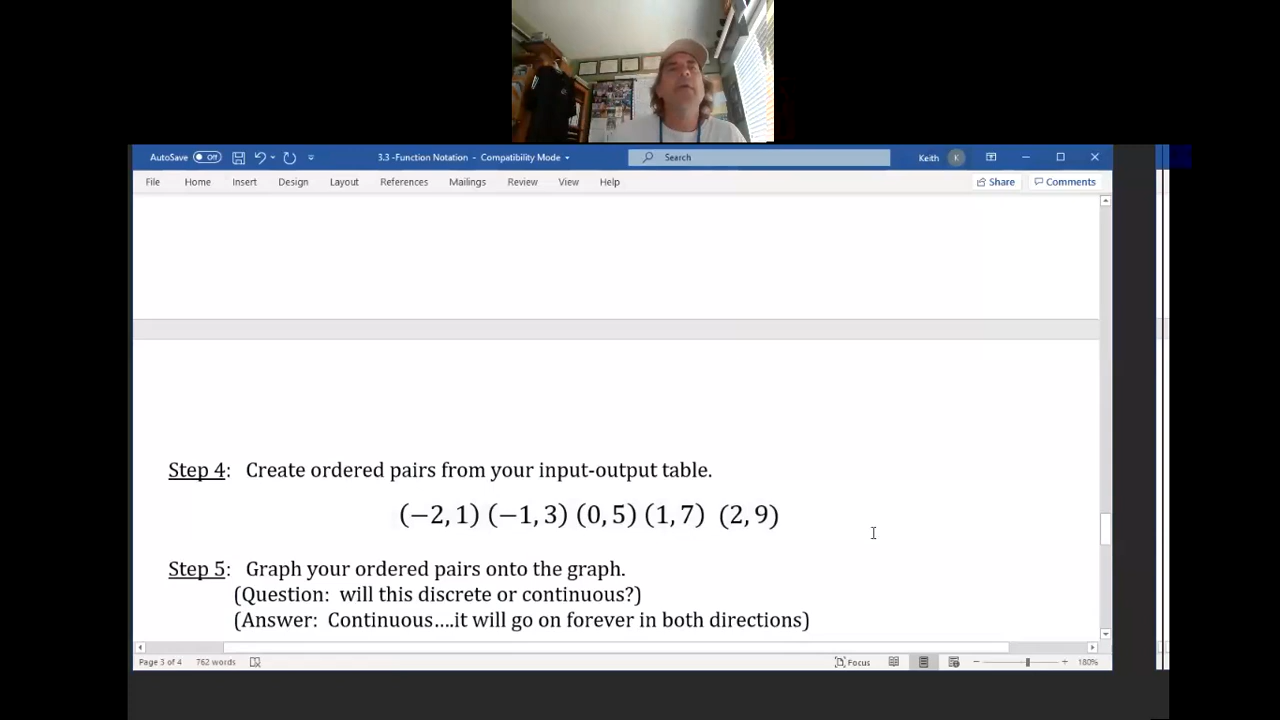 AutoSave Off 3.3 -Function Notation - Compatibility Mode Search Keith K
File Home Insert Design Layout References Mailings Review View Help Share Comments
Step 4: Create ordered pairs from your input-output table.
(−2, 1) (−1, 3) (0, 5) (1, 7) (2, 9)
Step 5: Graph your ordered pairs onto the graph.
(Question: will this discrete or continuous?)
(Answer: Continuous....it will go on forever in both directions)
Page 3 of 4 762 words Focus 180%